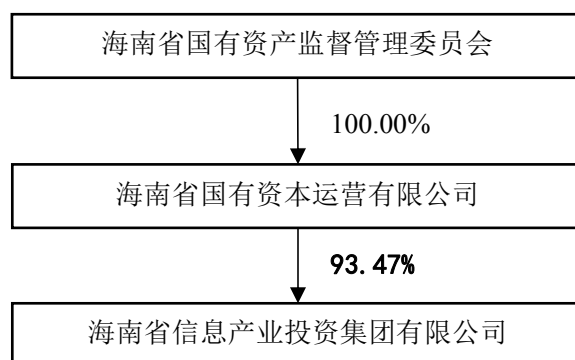 海南省国有资产监督管理委员会
100.00%
海南省国有资本运营有限公司
93.47%
海南省信息产业投资集团有限公司